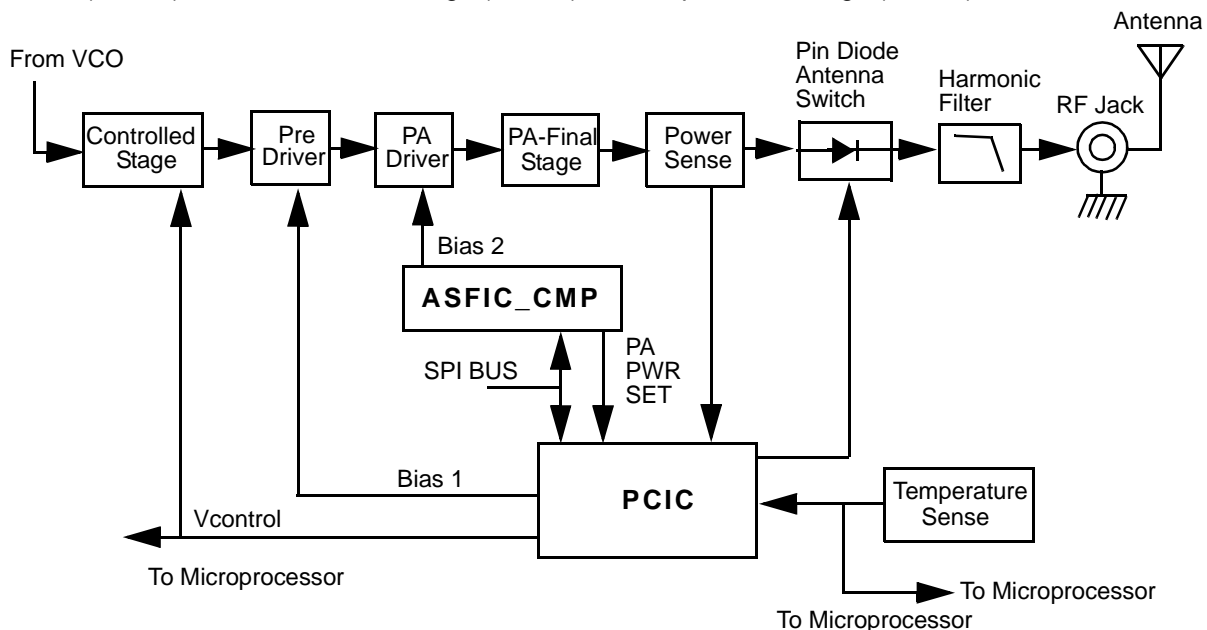 Antenna
From VCO
Pin Diode
Antenna
Switch
Harmonic
Filter
RF Jack
Controlled
Stage
Pre
Driver
PA
Driver
PA-Final
Stage
Power
Sense
Bias 2
ASFIC_CMP
SPI BUS
PA
PWR
SET
Bias 1
PCIC
Temperature
Sense
Vcontrol
To Microprocessor
To Microprocessor
To Microprocessor